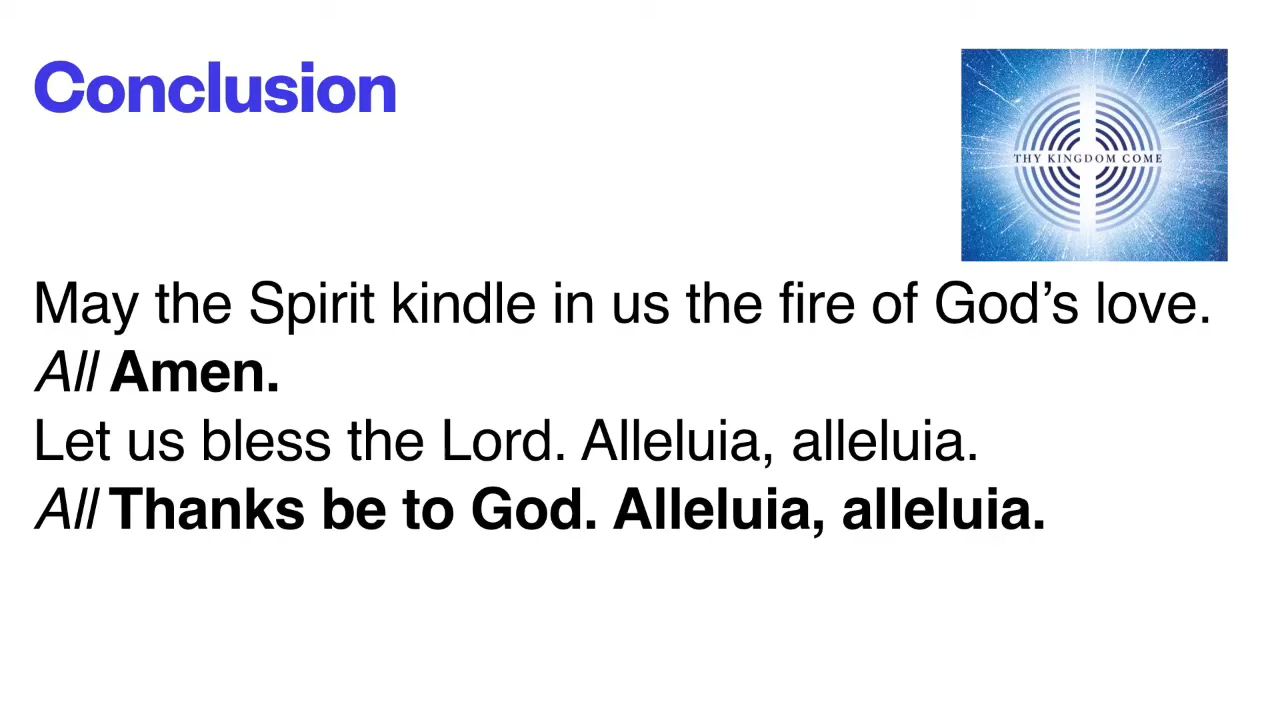 Conclusion
THY KINGDOM COME
May the Spirit kindle in us the fire of God’s love.
All Amen.
Let us bless the Lord. Alleluia, alleluia.
All Thanks be to God. Alleluia, alleluia.